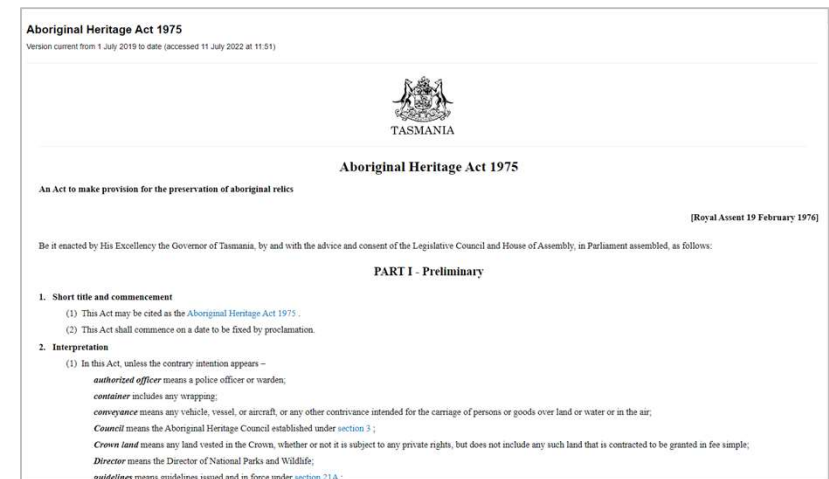 Aboriginal Heritage Act 1975
Version current from 1 July 2019 to date (accessed 11 July 2022 at 11:51)
TASMANIA
Aboriginal Heritage Act 1975
An Act to make provision for the preservation of aboriginal relics
[Royal Assent 19 February 1976]
Be it enacted by His Excellency the Governor of Tasmania, by and with the advice and consent of the Legislative Council and House of Assembly, in Parliament assembled, as follows:
PART I - Preliminary
1. Short title and commencement
(1) This Act may be cited as the Aboriginal Heritage Act 1975 .
(2) This Act shall commence on a date to be fixed by proclamation.
2. Interpretation
(1) In this Act, unless the contrary intention appears –
authorized officer means a police officer or warden;
container includes any wrapping;
conveyance means any vehicle, vessel, or aircraft, or any other contrivance intended for the carriage of persons or goods over land or water or in the air;
Council means the Aboriginal Heritage Council established under section 3 ;
Crown land means any land vested in the Crown, whether or not it is subject to any private rights, but does not include any such land that is contracted to be granted in fee simple;
Director means the Director of National Parks and Wildlife;
guidelines means guidelines issued and in force under section 21A ;